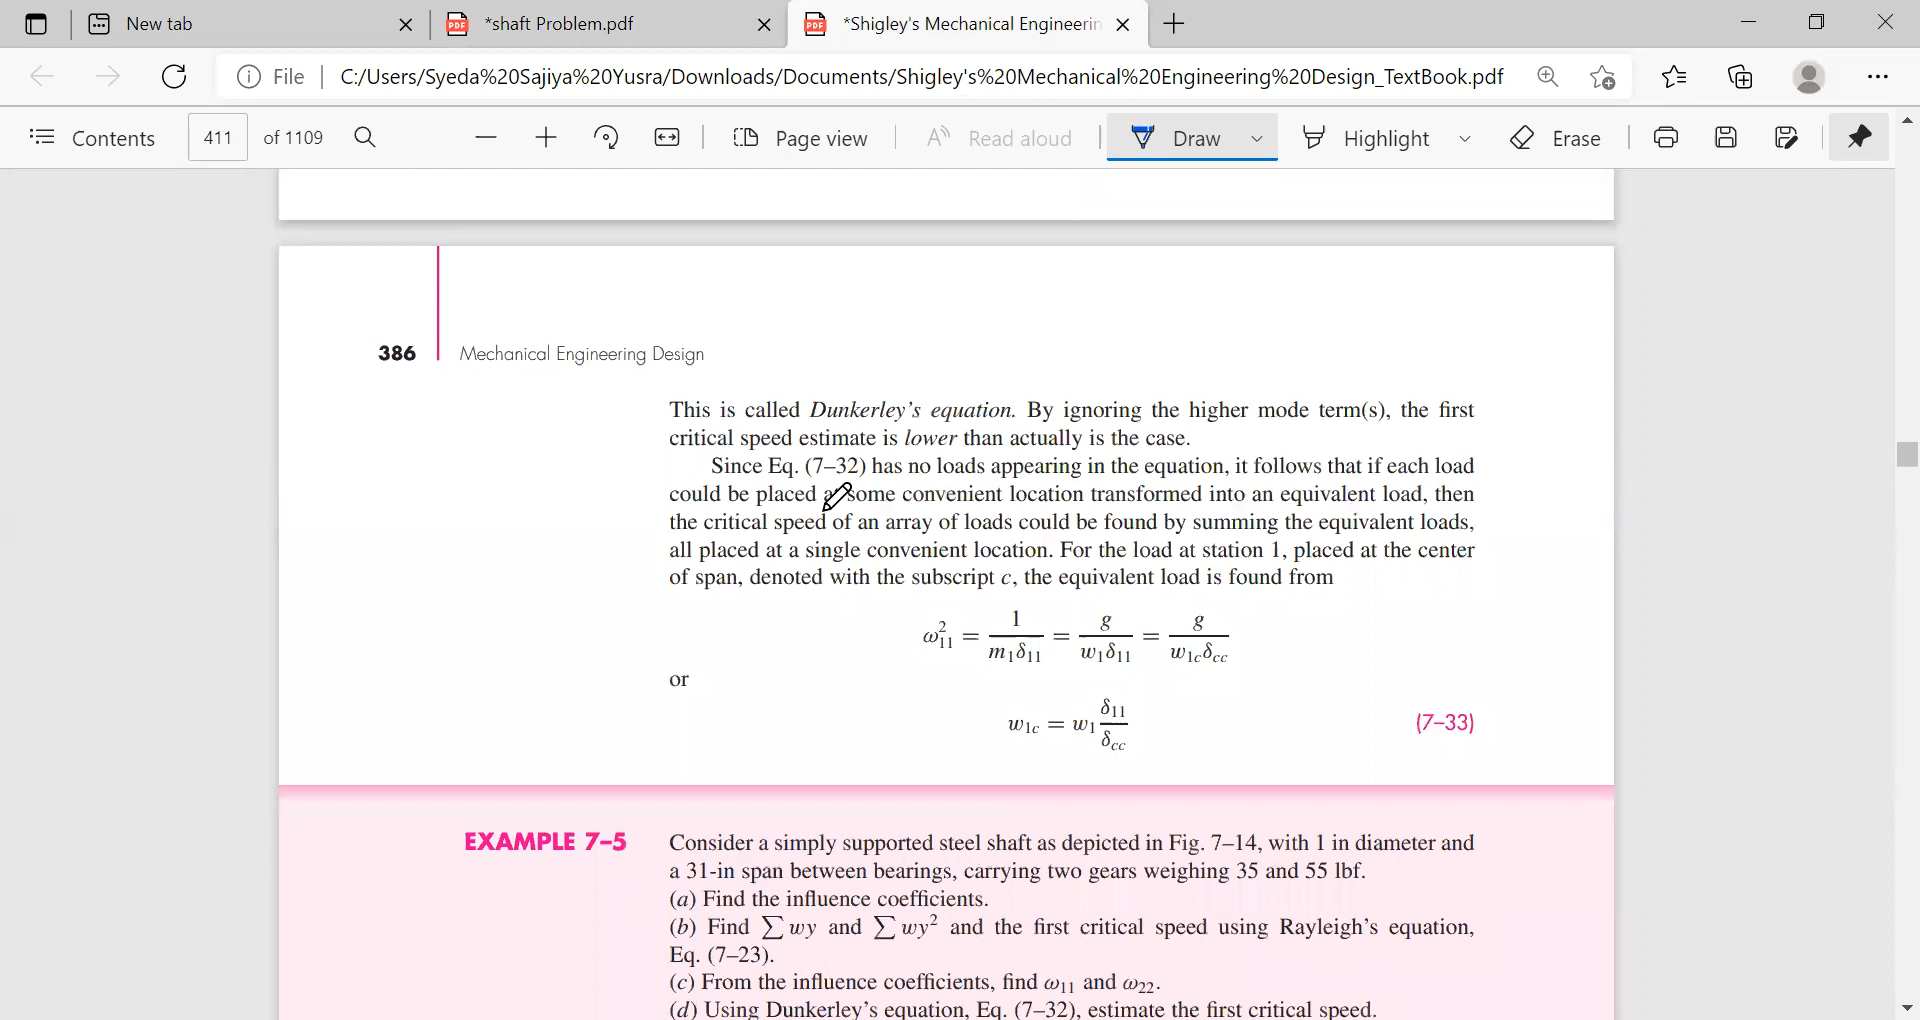 New tab
*shaft Problem.pdf
*Shigley's Mechanical Engineerin
File
C:/Users/Syeda%20Sajiya%20Yusra/Downloads/Documents/Shigley's%20Mechanical%20Engineering%20Design_TextBook.pdf
Contents 411 of 1109 Page view Read aloud Draw Highlight Erase
386 Mechanical Engineering Design
This is called Dunkerley's equation. By ignoring the higher mode term(s), the first
critical speed estimate is lower than actually is the case.
Since Eq. (7–32) has no loads appearing in the equation, it follows that if each load
could be placed at some convenient location transformed into an equivalent load, then
the critical speed of an array of loads could be found by summing the equivalent loads,
all placed at a single convenient location. For the load at station 1, placed at the center
of span, denoted with the subscript c, the equivalent load is found from
ω₁₁² = 1/(m₁δ₁₁) = g/(w₁δ₁₁) = g/(w₁cδcc)
or
w₁c = w₁ δ₁₁/δcc (7–33)
EXAMPLE 7–5 Consider a simply supported steel shaft as depicted in Fig. 7–14, with 1 in diameter and
a 31-in span between bearings, carrying two gears weighing 35 and 55 lbf.
(a) Find the influence coefficients.
(b) Find ∑ wy and ∑ wy² and the first critical speed using Rayleigh's equation,
Eq. (7–23).
(c) From the influence coefficients, find ω₁₁ and ω₂₂.
(d) Using Dunkerley's equation, Eq. (7–32), estimate the first critical speed.